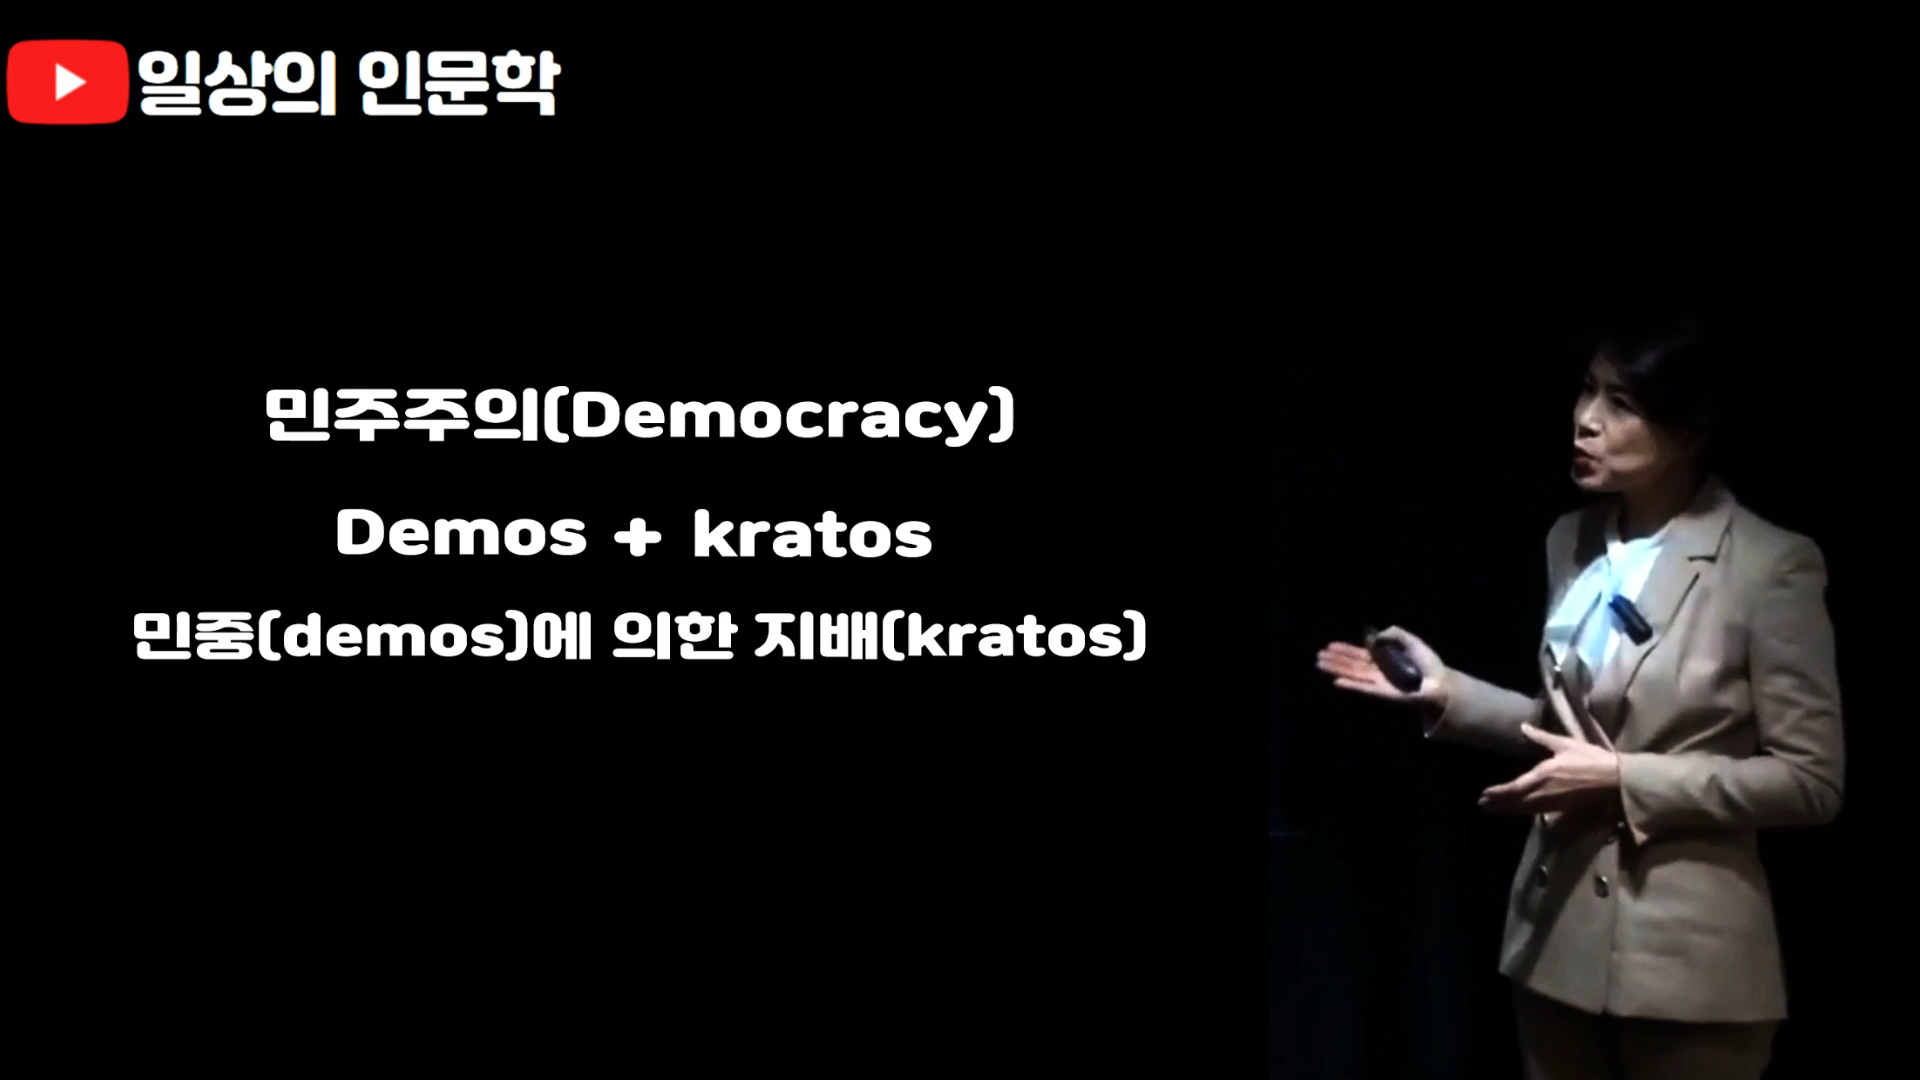 일상의 인문학
민주주의(Democracy)
Demos + kratos
민중(demos)에 의한 지배(kratos)